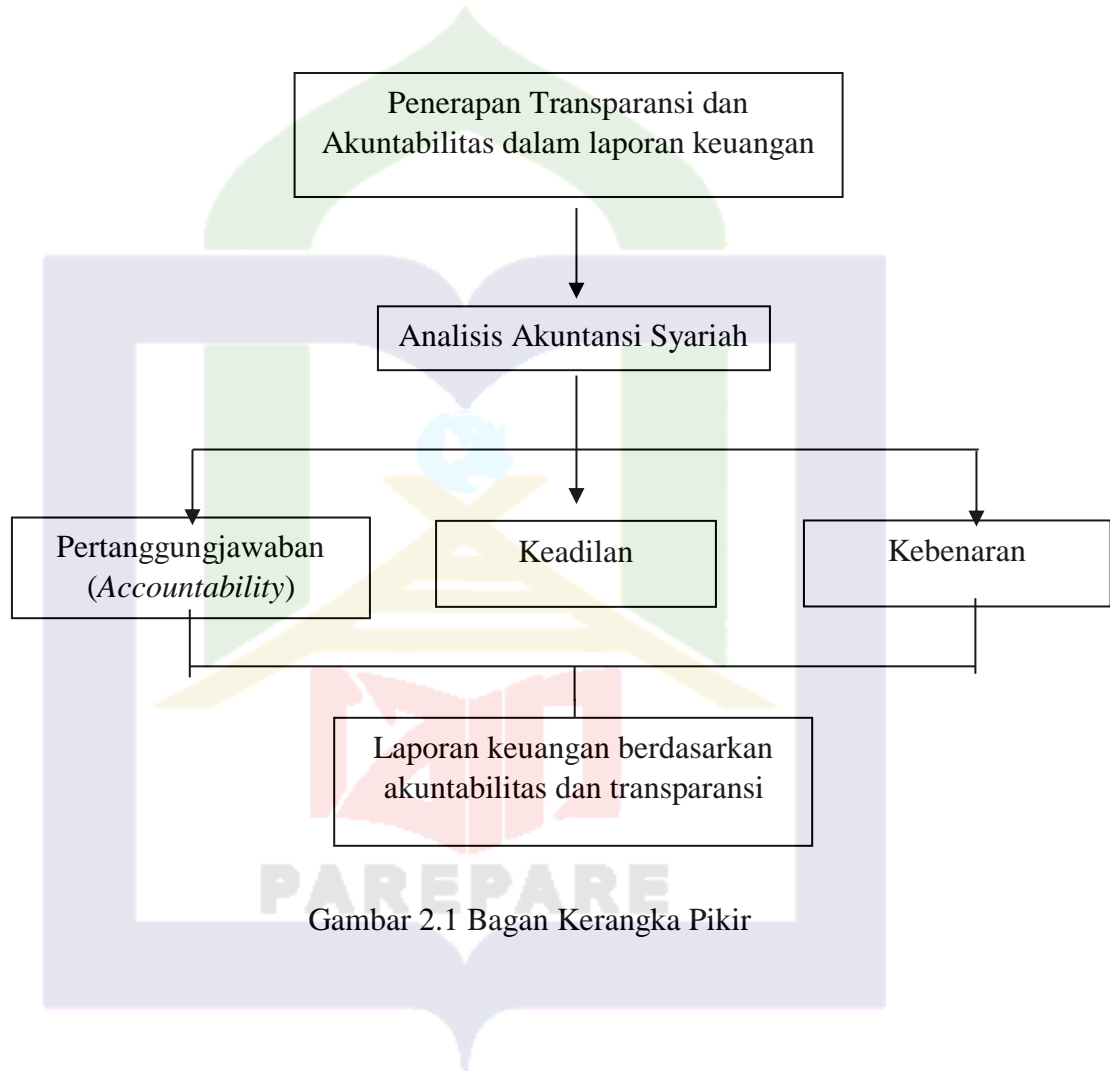 Penerapan Transparansi dan
Akuntabilitas dalam laporan keuangan
Analisis Akuntansi Syariah
Pertanggungjawaban
(Accountability)
Keadilan
Kebenaran
Laporan keuangan berdasarkan
akuntabilitas dan transparansi
PAREPARE
Gambar 2.1 Bagan Kerangka Pikir